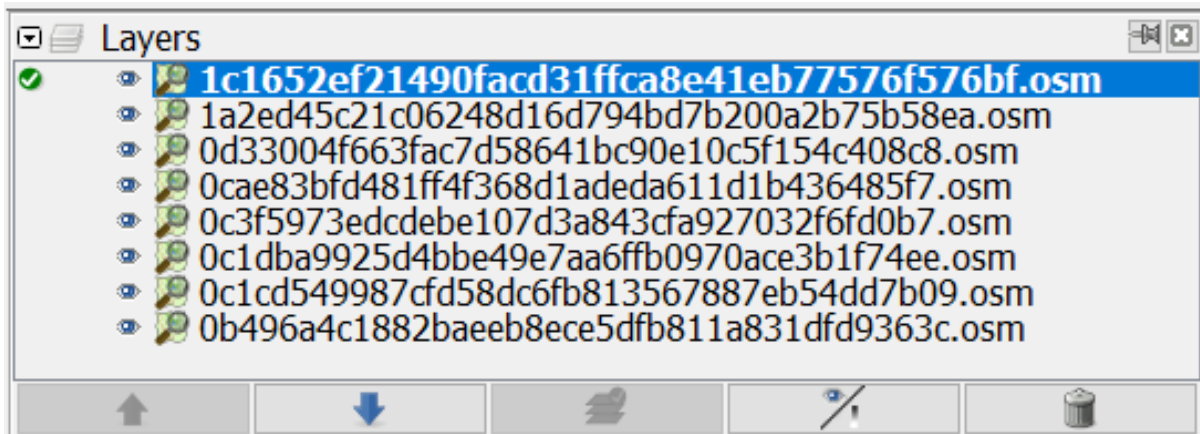 Layers
1c1652ef21490facd31ffca8e41eb77576f576bf.osm
1a2ed45c21c06248d16d794bd7b200a2b75b58ea.osm
0d33004f663fac7d58641bc90e10c5f154c408c8.osm
0cae83bfd481ff4f368d1adeda611d1b436485f7.osm
0c3f5973edcdebe107d3a843cfa927032f6fd0b7.osm
0c1dba9925d4bbe49e7aa6ffb0970ace3b1f74ee.osm
0c1cd549987cfd58dc6fb813567887eb54dd7b09.osm
0b496a4c1882baeeb8ece5dfb811a831dfd9363c.osm